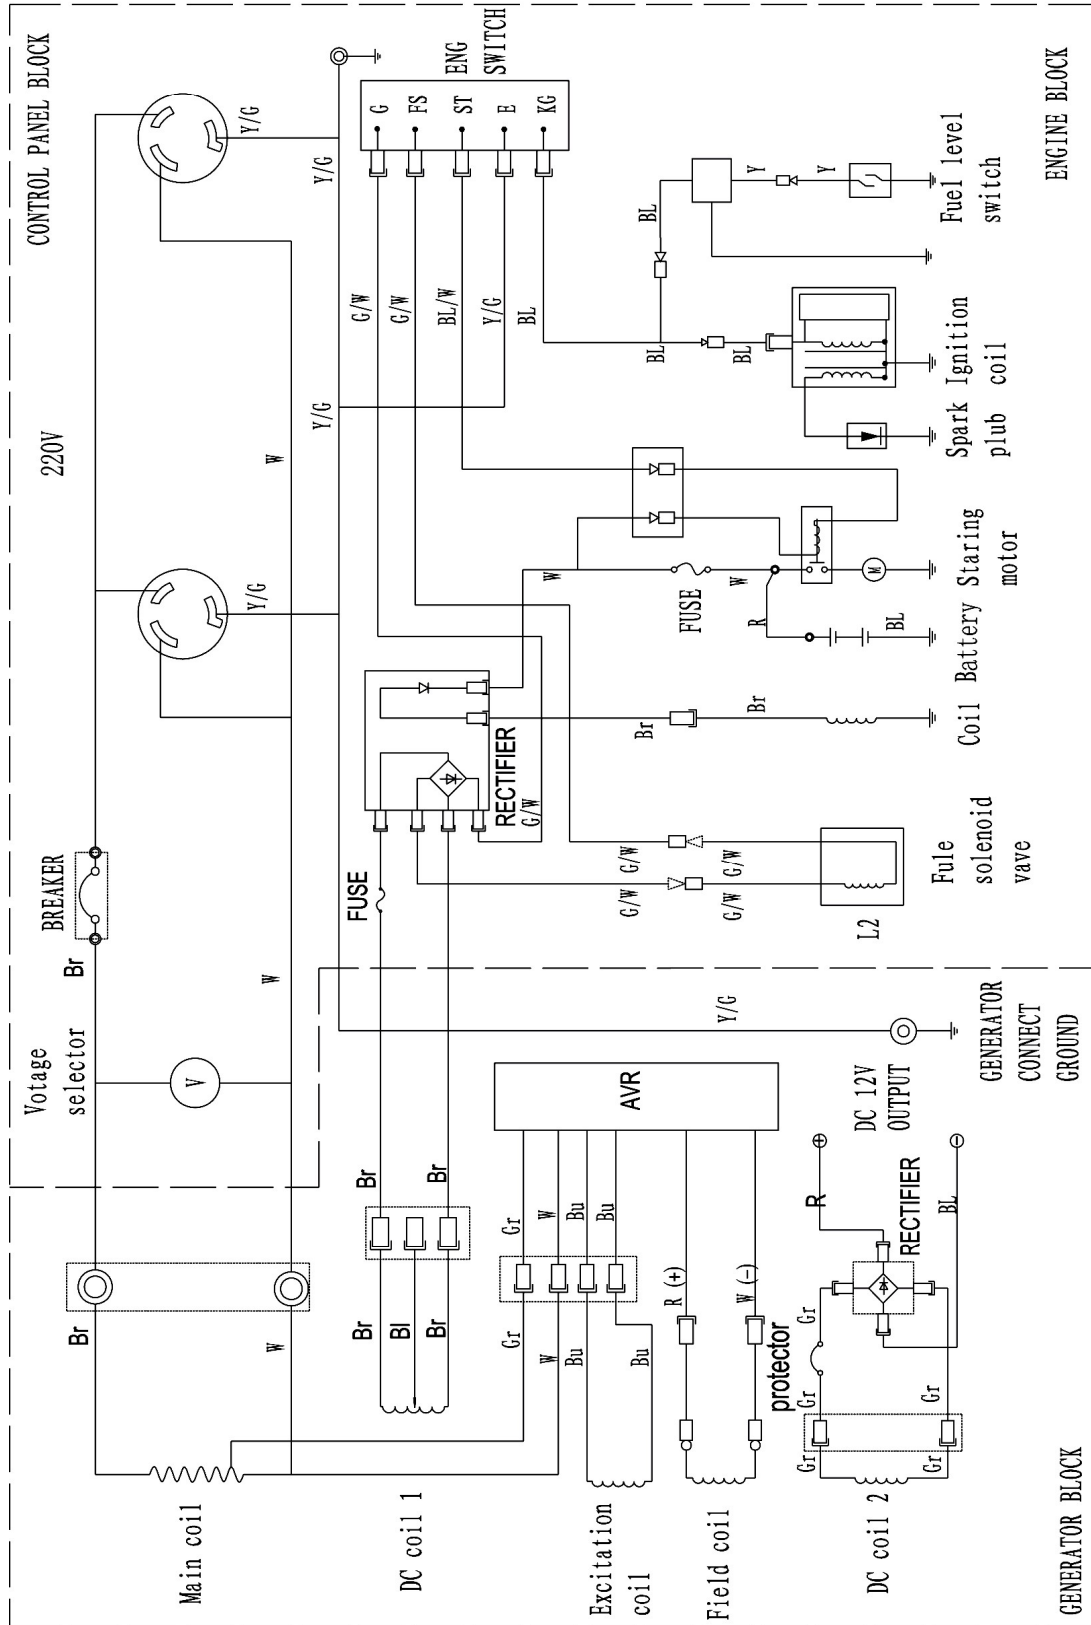 CONTROL PANEL BLOCK
220V
Votage
selector
Br
BREAKER
V
W
W
W
Br
Y/G
Y/G
Y/G
Y/G
ENG
SWITCH
G
FS
ST
E
KG
G/W
G/W
BL/W
Y/G
BL
ENGINE BLOCK
BL
Y
Y
Fuel level
switch
BL
BL
Ignition
coil
Spark
plub
Staring
motor
M
W
FUSE
W
R
BL
Battery
Coil
Br
Br
RECTIFIER
G/W
FUSE
G/W
G/W
G/W
G/W
L2
Fule
solenoid
vave
Y/G
GENERATOR
CONNECT
GROUND
Main coil
DC coil 1
Br
Bl
Br
Br
Br
AVR
Gr
W
Bu
Bu
Gr
W
Bu
Bu
Excitation
coil
R (+)
W (-)
Field coil
protector
Gr
Gr
Gr
Gr
Gr
DC coil 2
RECTIFIER
R
BL
+
-
DC 12V
OUTPUT
GENERATOR BLOCK